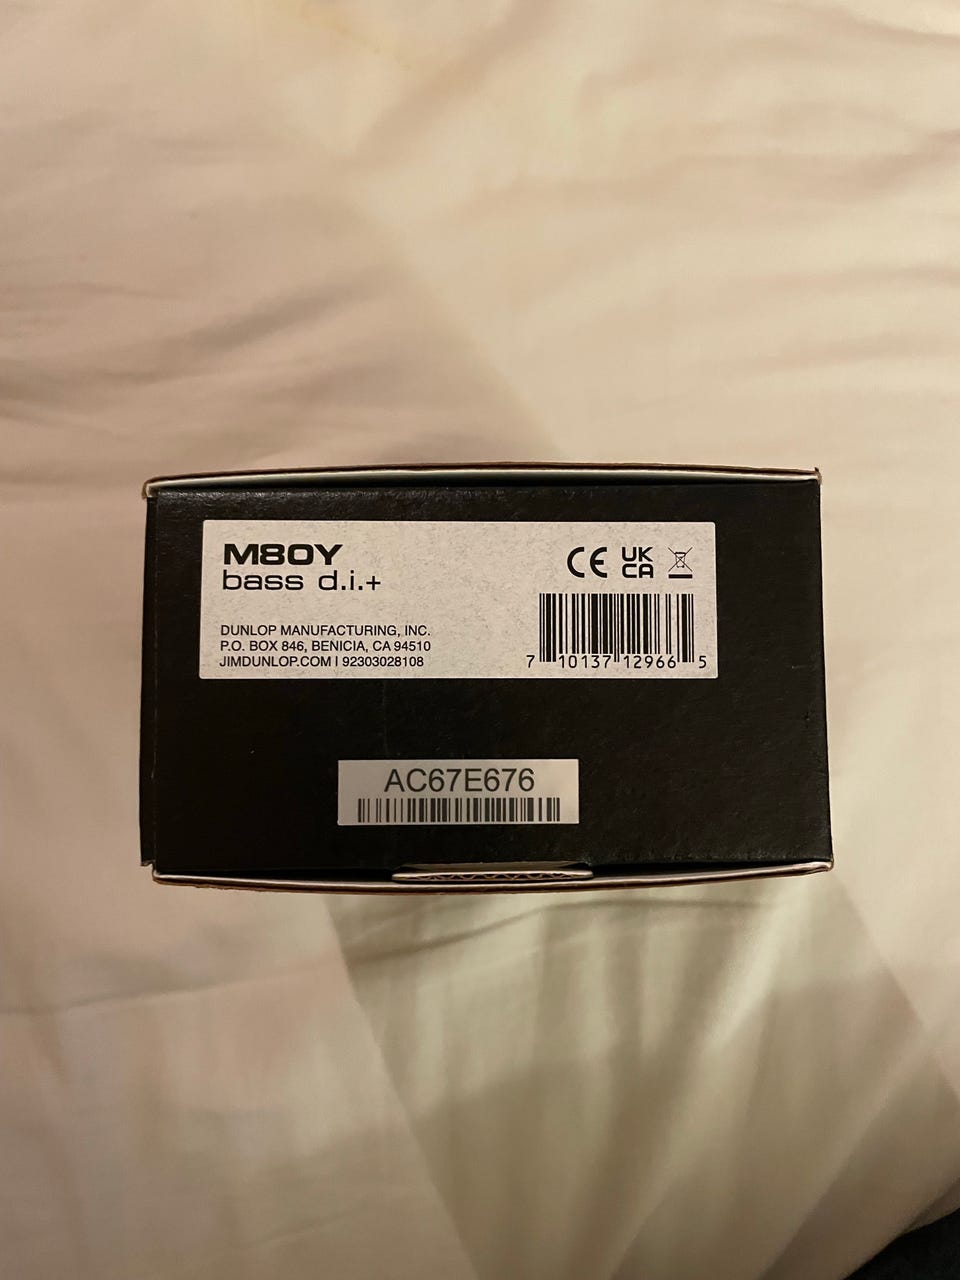 M80Y
bass d.i.+
CE UK CA
DUNLOP MANUFACTURING, INC.
P.O. BOX 846, BENICIA, CA 94510
JIMDUNLOP.COM | 92303028108
7 10137 12966 5
AC67E676